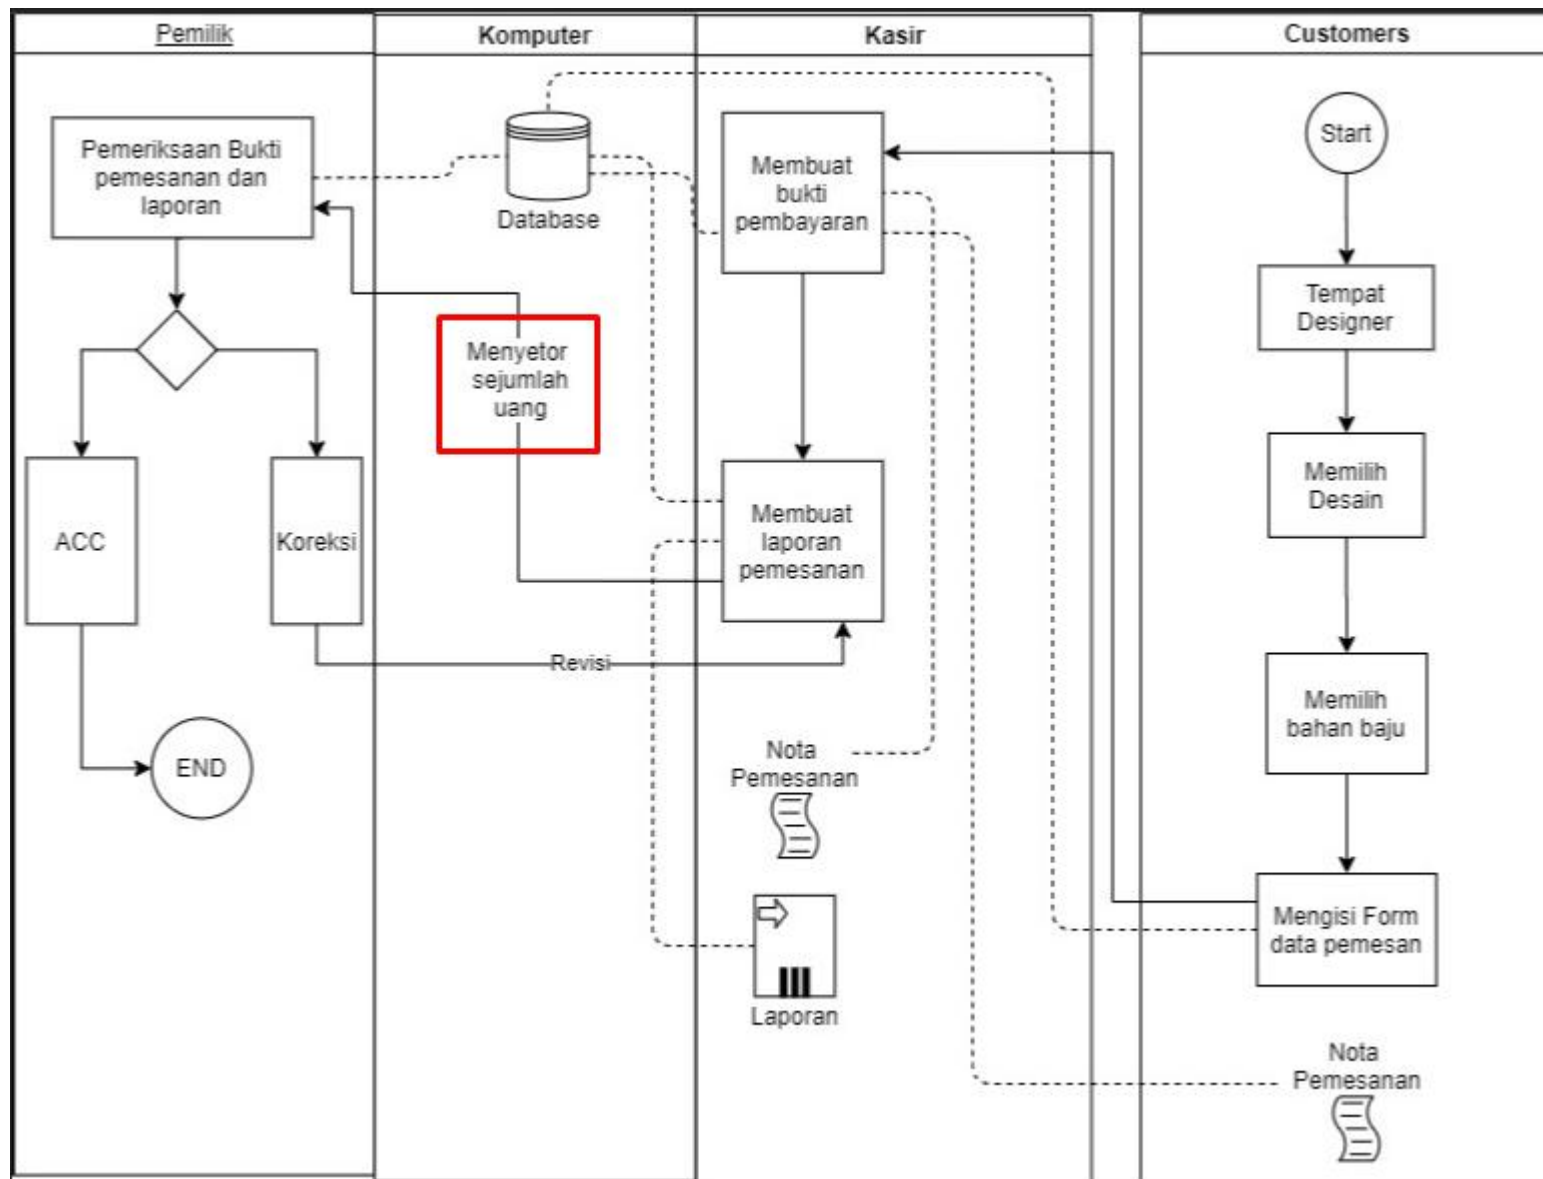 Pemilik
Komputer
Kasir
Customers
Pemeriksaan Bukti
pemesanan dan
laporan
Database
Membuat
bukti
pembayaran
Start
Tempat
Designer
Menyetor
sejumlah
uang
Memilih
Desain
ACC
Koreksi
Membuat
laporan
pemesanan
Revisi
Memilih
bahan baju
END
Nota
Pemesanan
Mengisi Form
data pemesan
Laporan
Nota
Pemesanan